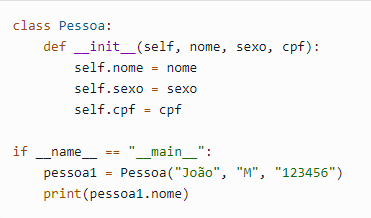 class Pessoa:
    def __init__(self, nome, sexo, cpf):
        self.nome = nome
        self.sexo = sexo
        self.cpf = cpf

if __name__ == "__main__":
    pessoa1 = Pessoa("João", "M", "123456")
    print(pessoa1.nome)